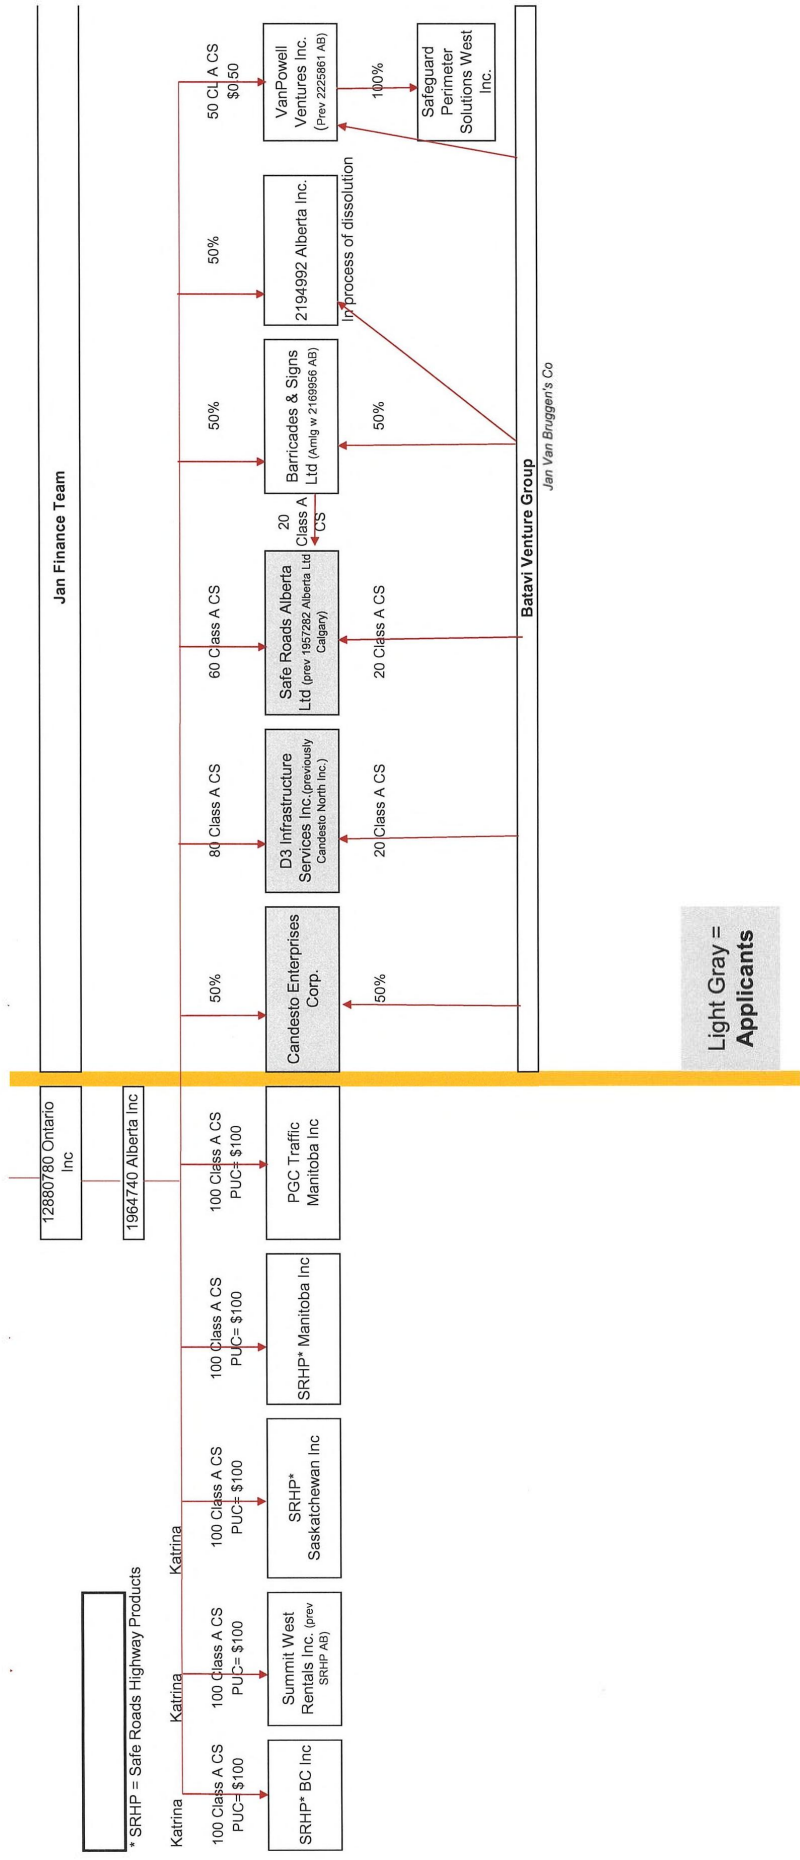 * SRHP = Safe Roads Highway Products
12880780 Ontario
Inc
1964740 Alberta Inc
Jan Finance Team
Katrina
Katrina
Katrina
100 Class A CS
PUC= $100
100 Class A CS
PUC= $100
100 Class A CS
PUC= $100
100 Class A CS
PUC= $100
100 Class A CS
PUC= $100
50%
80 Class A CS
60 Class A CS
50%
50%
50 CL A CS
$0.50
SRHP* BC Inc
Summit West
Rentals Inc. (prev
SRHP AB)
SRHP*
Saskatchewan Inc
SRHP* Manitoba Inc
PGC Traffic
Manitoba Inc
Candesto Enterprises
Corp.
D3 Infrastructure
Services Inc.(previously
Candesto North Inc.)
Safe Roads Alberta
Ltd (prev 1957282 Alberta Ltd
Calgary)
20
Class A
CS
Barricades & Signs
Ltd (Amlg w 2169956 AB)
2194992 Alberta Inc.
In process of dissolution
VanPowell
Ventures Inc.
(Prev 2225861 AB)
50%
20 Class A CS
20 Class A CS
50%
100%
Safeguard
Perimeter
Solutions West
Inc.
Batavi Venture Group
Jan Van Bruggen's Co
Light Gray =
Applicants